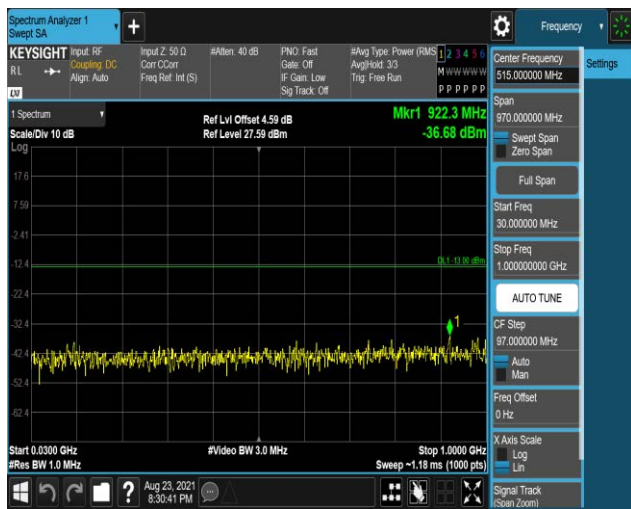 Spectrum Analyzer 1
Swept SA
Frequency
KEYSIGHT
RL
LXI
Input: RF
Coupling: DC
Align: Auto
Input Z: 50 Ω
Corr CCorr
Freq Ref: Int (S)
#Atten: 40 dB
PNO: Fast
Gate: Off
IF Gain: Low
Sig Track: Off
#Avg Type: Power (RMS
Avg|Hold: 3/3
Trig: Free Run
1 2 3 4 5 6
M W W W W W
P P P P P P
Center Frequency
515.000000 MHz
Settings
1 Spectrum
Scale/Div 10 dB
Log
Ref Lvl Offset 4.59 dB
Ref Level 27.59 dBm
Mkr1 922.3 MHz
-36.68 dBm
Span
970.000000 MHz
Swept Span
Zero Span
Full Span
Start Freq
30.000000 MHz
Stop Freq
1.000000000 GHz
AUTO TUNE
CF Step
97.000000 MHz
Auto
Man
Freq Offset
0 Hz
X Axis Scale
Log
Lin
Signal Track
(Span Zoom)
17.6
7.59
-2.41
-12.4
DL1 -13.00 dBm
-22.4
-32.4
1
-42.4
-52.4
-62.4
Start 0.0300 GHz
#Res BW 1.0 MHz
#Video BW 3.0 MHz
Stop 1.0000 GHz
Sweep ~1.18 ms (1000 pts)
?
Aug 23, 2021
8:30:41 PM